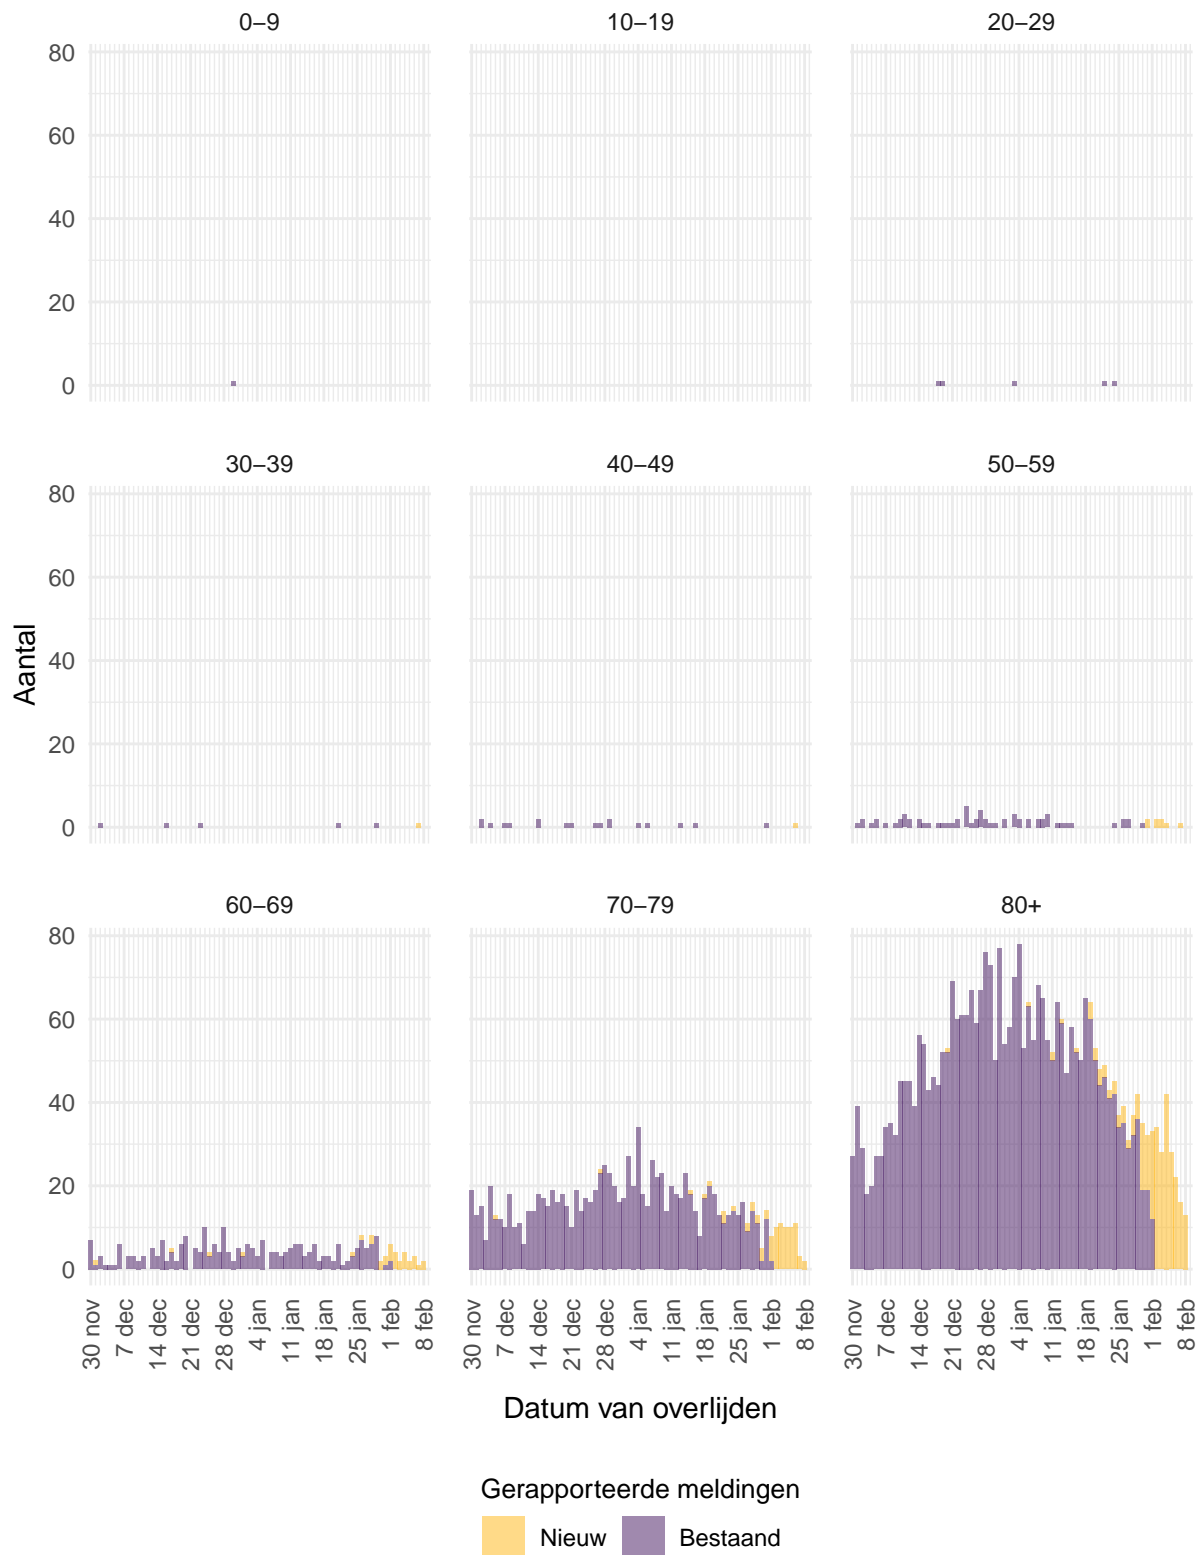 0–9 10–19 20–29
80
60
40
20
0
30–39 40–49 50–59
80
60
40
20
0
Aantal
60–69 70–79 80+
80
60
40
20
0
30 nov 7 dec 14 dec 21 dec 28 dec 4 jan 11 jan 18 jan 25 jan 1 feb 8 feb 30 nov 7 dec 14 dec 21 dec 28 dec 4 jan 11 jan 18 jan 25 jan 1 feb 8 feb 30 nov 7 dec 14 dec 21 dec 28 dec 4 jan 11 jan 18 jan 25 jan 1 feb 8 feb
Datum van overlijden
Gerapporteerde meldingen
Nieuw Bestaand